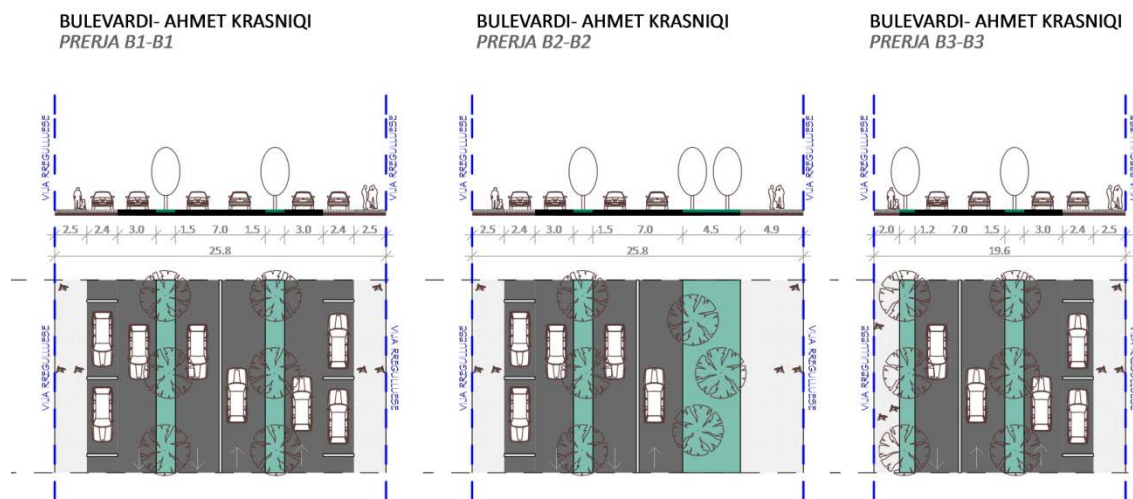 BULEVARDI- AHMET KRASNIQI
PRERJA B1-B1
VIJA RREGULLUESE
VIJA RREGULLUESE
2.5 2.4 3.0 1.5 7.0 1.5 3.0 2.4 2.5
25.8
VIJA RREGULLUESE
VIJA RREGULLUESE
BULEVARDI- AHMET KRASNIQI
PRERJA B2-B2
VIJA RREGULLUESE
VIJA RREGULLUESE
2.5 2.4 3.0 1.5 7.0 4.5 4.9
25.8
VIJA RREGULLUESE
VIJA RREGULLUESE
BULEVARDI- AHMET KRASNIQI
PRERJA B3-B3
VIJA RREGULLUESE
VIJA RREGULLUESE
2.0 1.2 7.0 1.5 3.0 2.4 2.5
19.6
VIJA RREGULLUESE